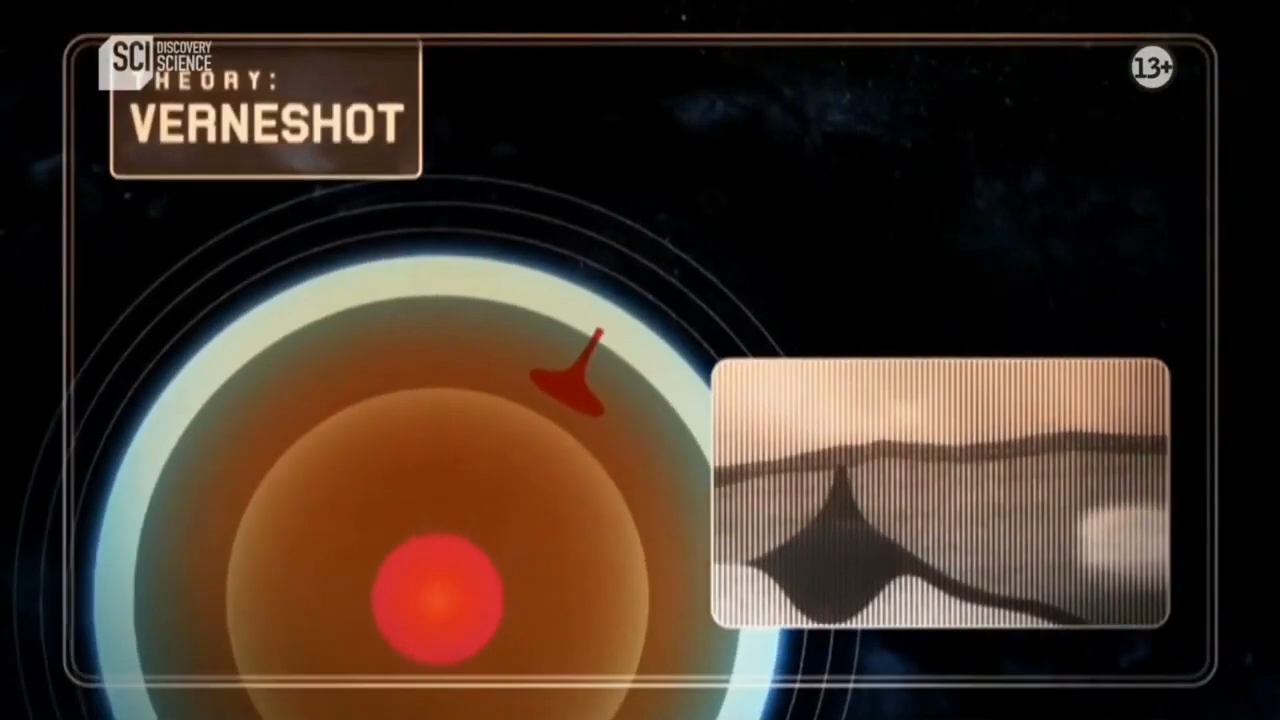 SCI DISCOVERY
SCIENCE
THEORY:
VERNESHOT
13+